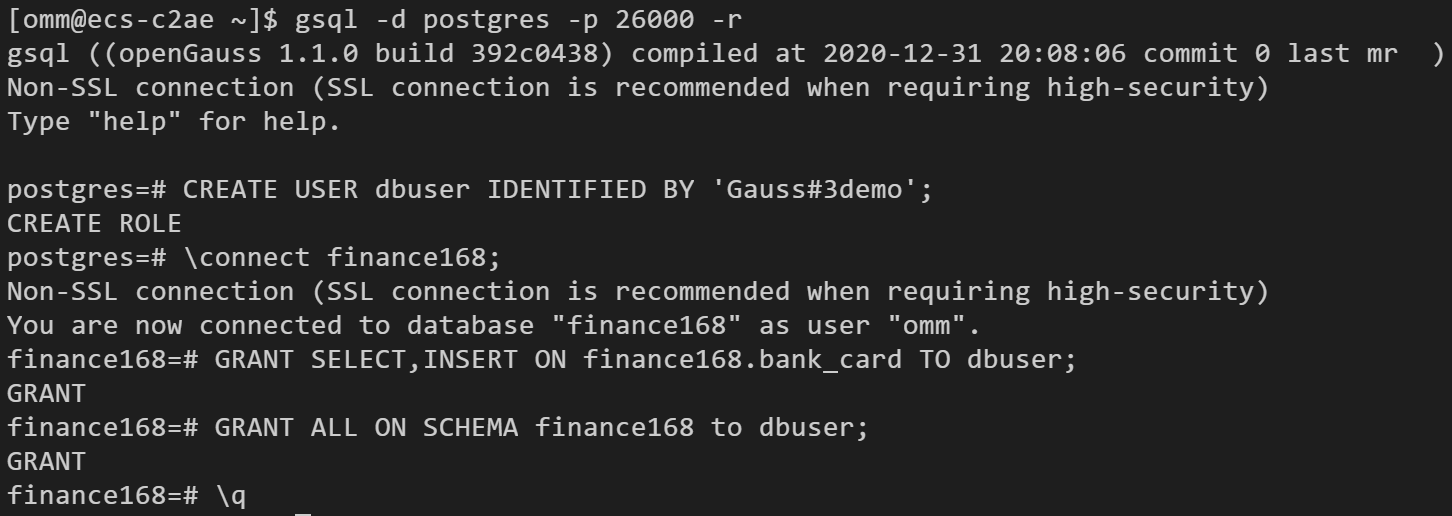 [omm@ecs-c2ae ~]$ gsql -d postgres -p 26000 -r
gsql ((openGauss 1.1.0 build 392c0438) compiled at 2020-12-31 20:08:06 commit 0 last mr  )
Non-SSL connection (SSL connection is recommended when requiring high-security)
Type "help" for help.
postgres=# CREATE USER dbuser IDENTIFIED BY 'Gauss#3demo';
CREATE ROLE
postgres=# \connect finance168;
Non-SSL connection (SSL connection is recommended when requiring high-security)
You are now connected to database "finance168" as user "omm".
finance168=# GRANT SELECT,INSERT ON finance168.bank_card TO dbuser;
GRANT
finance168=# GRANT ALL ON SCHEMA finance168 to dbuser;
GRANT
finance168=# \q